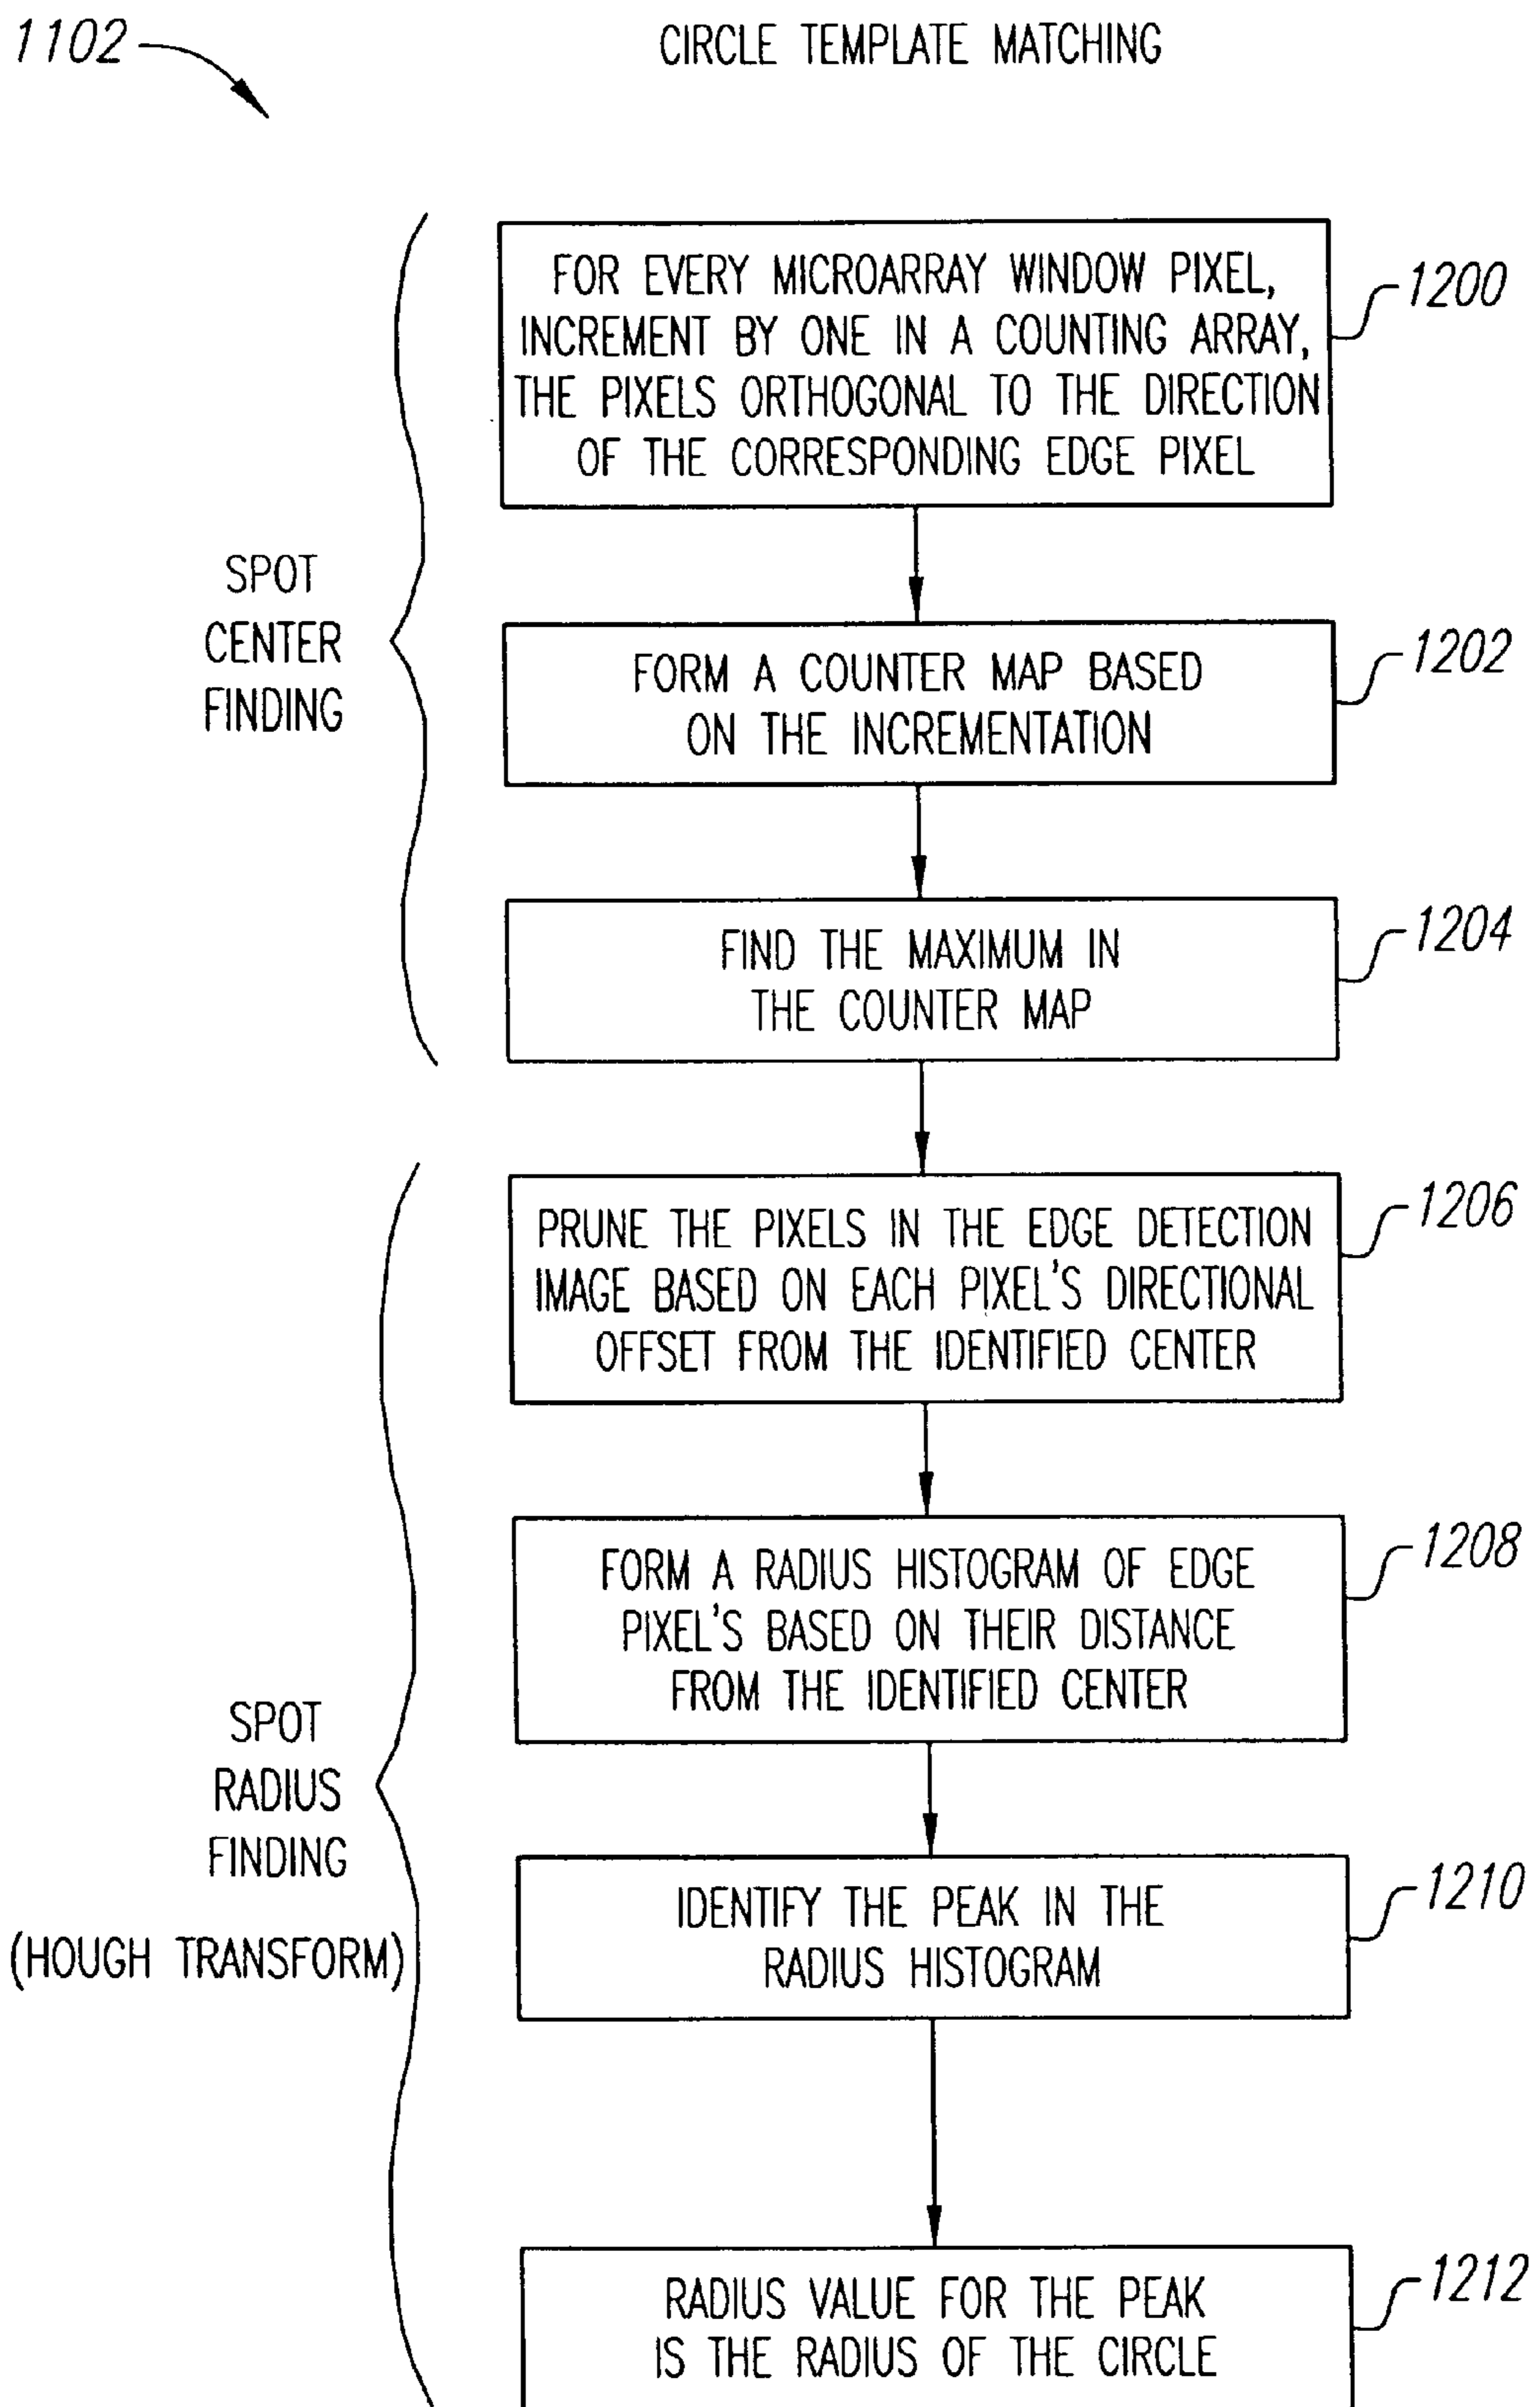 1102
CIRCLE TEMPLATE MATCHING
FOR EVERY MICROARRAY WINDOW PIXEL,
INCREMENT BY ONE IN A COUNTING ARRAY,
THE PIXELS ORTHOGONAL TO THE DIRECTION
OF THE CORRESPONDING EDGE PIXEL
1200
SPOT
CENTER
FINDING
FORM A COUNTER MAP BASED
ON THE INCREMENTATION
1202
FIND THE MAXIMUM IN
THE COUNTER MAP
1204
PRUNE THE PIXELS IN THE EDGE DETECTION
IMAGE BASED ON EACH PIXEL'S DIRECTIONAL
OFFSET FROM THE IDENTIFIED CENTER
1206
FORM A RADIUS HISTOGRAM OF EDGE
PIXEL'S BASED ON THEIR DISTANCE
FROM THE IDENTIFIED CENTER
1208
SPOT
RADIUS
FINDING
(HOUGH TRANSFORM)
IDENTIFY THE PEAK IN THE
RADIUS HISTOGRAM
1210
RADIUS VALUE FOR THE PEAK
IS THE RADIUS OF THE CIRCLE
1212